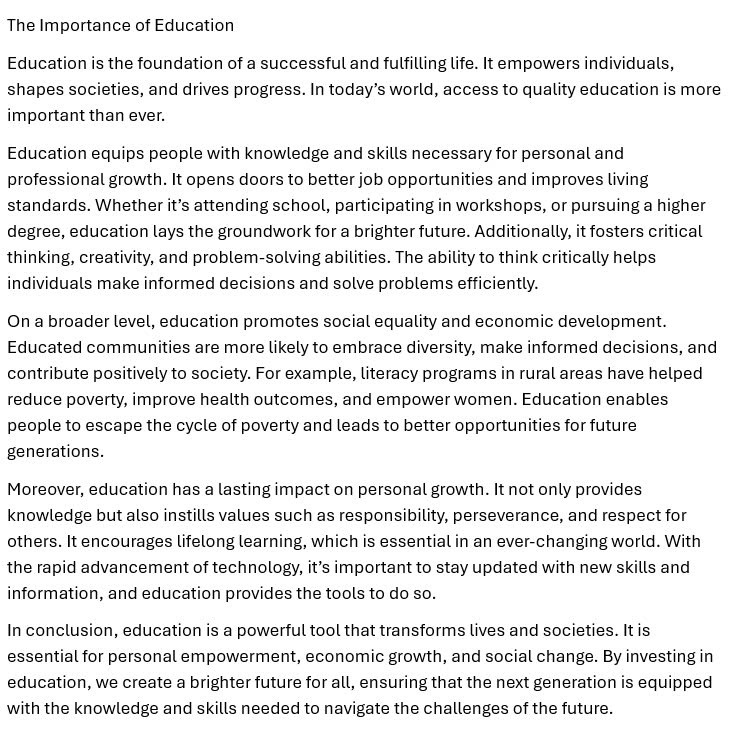 The Importance of Education
Education is the foundation of a successful and fulfilling life. It empowers individuals,
shapes societies, and drives progress. In today’s world, access to quality education is more
important than ever.
Education equips people with knowledge and skills necessary for personal and
professional growth. It opens doors to better job opportunities and improves living
standards. Whether it’s attending school, participating in workshops, or pursuing a higher
degree, education lays the groundwork for a brighter future. Additionally, it fosters critical
thinking, creativity, and problem-solving abilities. The ability to think critically helps
individuals make informed decisions and solve problems efficiently.
On a broader level, education promotes social equality and economic development.
Educated communities are more likely to embrace diversity, make informed decisions, and
contribute positively to society. For example, literacy programs in rural areas have helped
reduce poverty, improve health outcomes, and empower women. Education enables
people to escape the cycle of poverty and leads to better opportunities for future
generations.
Moreover, education has a lasting impact on personal growth. It not only provides
knowledge but also instills values such as responsibility, perseverance, and respect for
others. It encourages lifelong learning, which is essential in an ever-changing world. With
the rapid advancement of technology, it’s important to stay updated with new skills and
information, and education provides the tools to do so.
In conclusion, education is a powerful tool that transforms lives and societies. It is
essential for personal empowerment, economic growth, and social change. By investing in
education, we create a brighter future for all, ensuring that the next generation is equipped
with the knowledge and skills needed to navigate the challenges of the future.